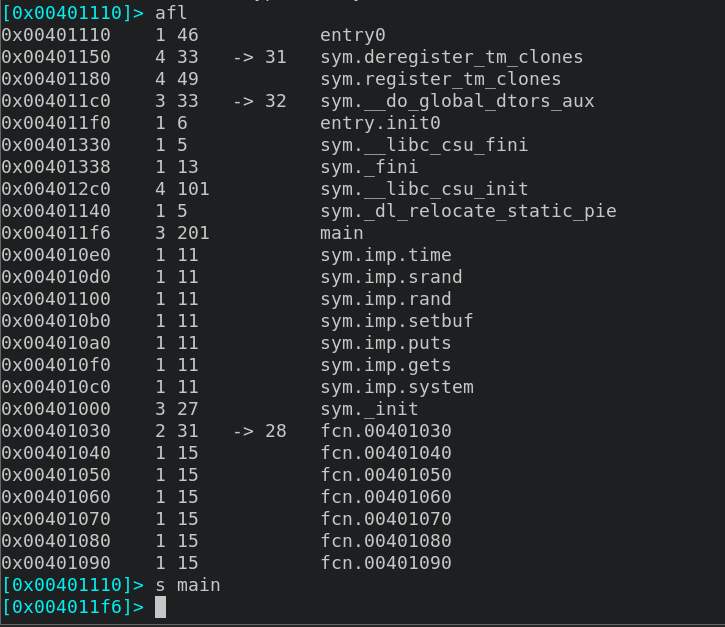 [0x00401110]> afl
0x00401110    1 46           entry0
0x00401150    4 33   -> 31   sym.deregister_tm_clones
0x00401180    4 49           sym.register_tm_clones
0x004011c0    3 33   -> 32   sym.__do_global_dtors_aux
0x004011f0    1 6            entry.init0
0x00401330    1 5            sym.__libc_csu_fini
0x00401338    1 13           sym._fini
0x004012c0    4 101          sym.__libc_csu_init
0x00401140    1 5            sym._dl_relocate_static_pie
0x004011f6    3 201          main
0x004010e0    1 11           sym.imp.time
0x004010d0    1 11           sym.imp.srand
0x00401100    1 11           sym.imp.rand
0x004010b0    1 11           sym.imp.setbuf
0x004010a0    1 11           sym.imp.puts
0x004010f0    1 11           sym.imp.gets
0x004010c0    1 11           sym.imp.system
0x00401000    3 27           sym._init
0x00401030    2 31   -> 28   fcn.00401030
0x00401040    1 15           fcn.00401040
0x00401050    1 15           fcn.00401050
0x00401060    1 15           fcn.00401060
0x00401070    1 15           fcn.00401070
0x00401080    1 15           fcn.00401080
0x00401090    1 15           fcn.00401090
[0x00401110]> s main
[0x004011f6]>